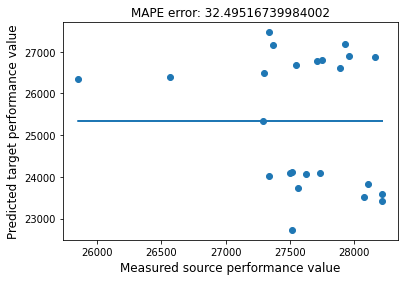 MAPE error: 32.49516739984002
Predicted target performance value
27000
26000
25000
24000
23000
26000 26500 27000 27500 28000
Measured source performance value